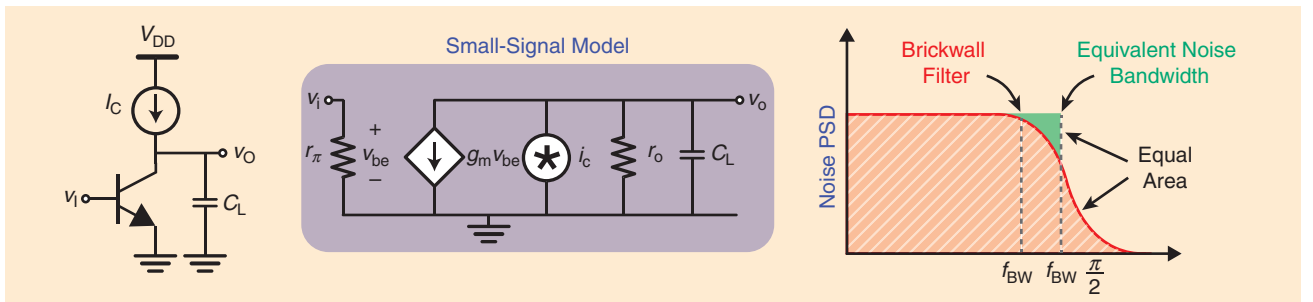 V_DD
I_C
v_O
v_I
C_L
Small-Signal Model
v_i
r_π
+
v_be
−
g_m v_be
i_c
r_o
C_L
v_o
Noise PSD
Brickwall
Filter
Equivalent Noise
Bandwidth
Equal
Area
f_BW
f_BW π/2